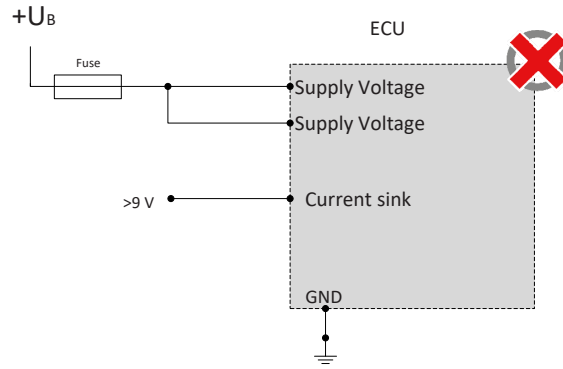 +UB
ECU
Fuse
Supply Voltage
Supply Voltage
>9 V
Current sink
GND